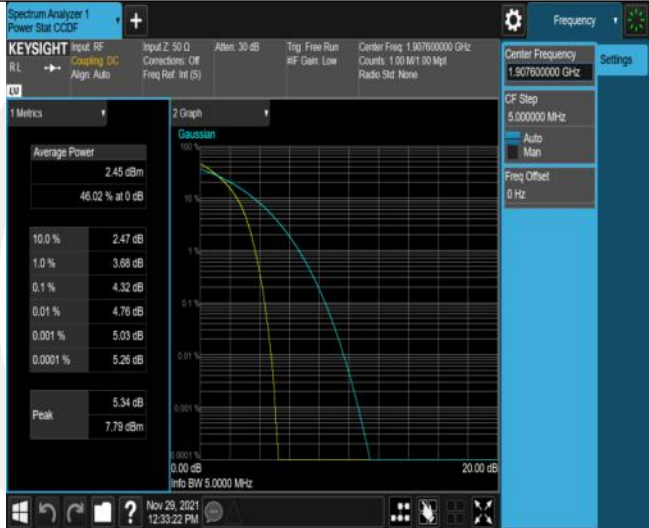 Spectrum Analyzer 1
Power Stat CCDF
+
Frequency
KEYSIGHT
RL
LV
Input: RF
Coupling: DC
Align: Auto
Input Z: 50 Ω
Corrections: Off
Freq Ref: Int (S)
Atten: 30 dB
Trig: Free Run
#IF Gain: Low
Center Freq: 1.907600000 GHz
Counts: 1.00 M/1.00 Mpt
Radio Std: None
Center Frequency
1.907600000 GHz
Settings
CF Step
5.000000 MHz
Auto
Man
Freq Offset
0 Hz
1 Metrics
Average Power
2.45 dBm
46.02 % at 0 dB
10.0 % 2.47 dB
1.0 % 3.68 dB
0.1 % 4.32 dB
0.01 % 4.76 dB
0.001 % 5.03 dB
0.0001 % 5.26 dB
Peak
5.34 dB
7.79 dBm
2 Graph
Gaussian
100 %
10 %
1 %
0.1 %
0.01 %
0.001 %
0.0001 %
0.00 dB 20.00 dB
Info BW 5.0000 MHz
?
Nov 29, 2021
12:33:22 PM